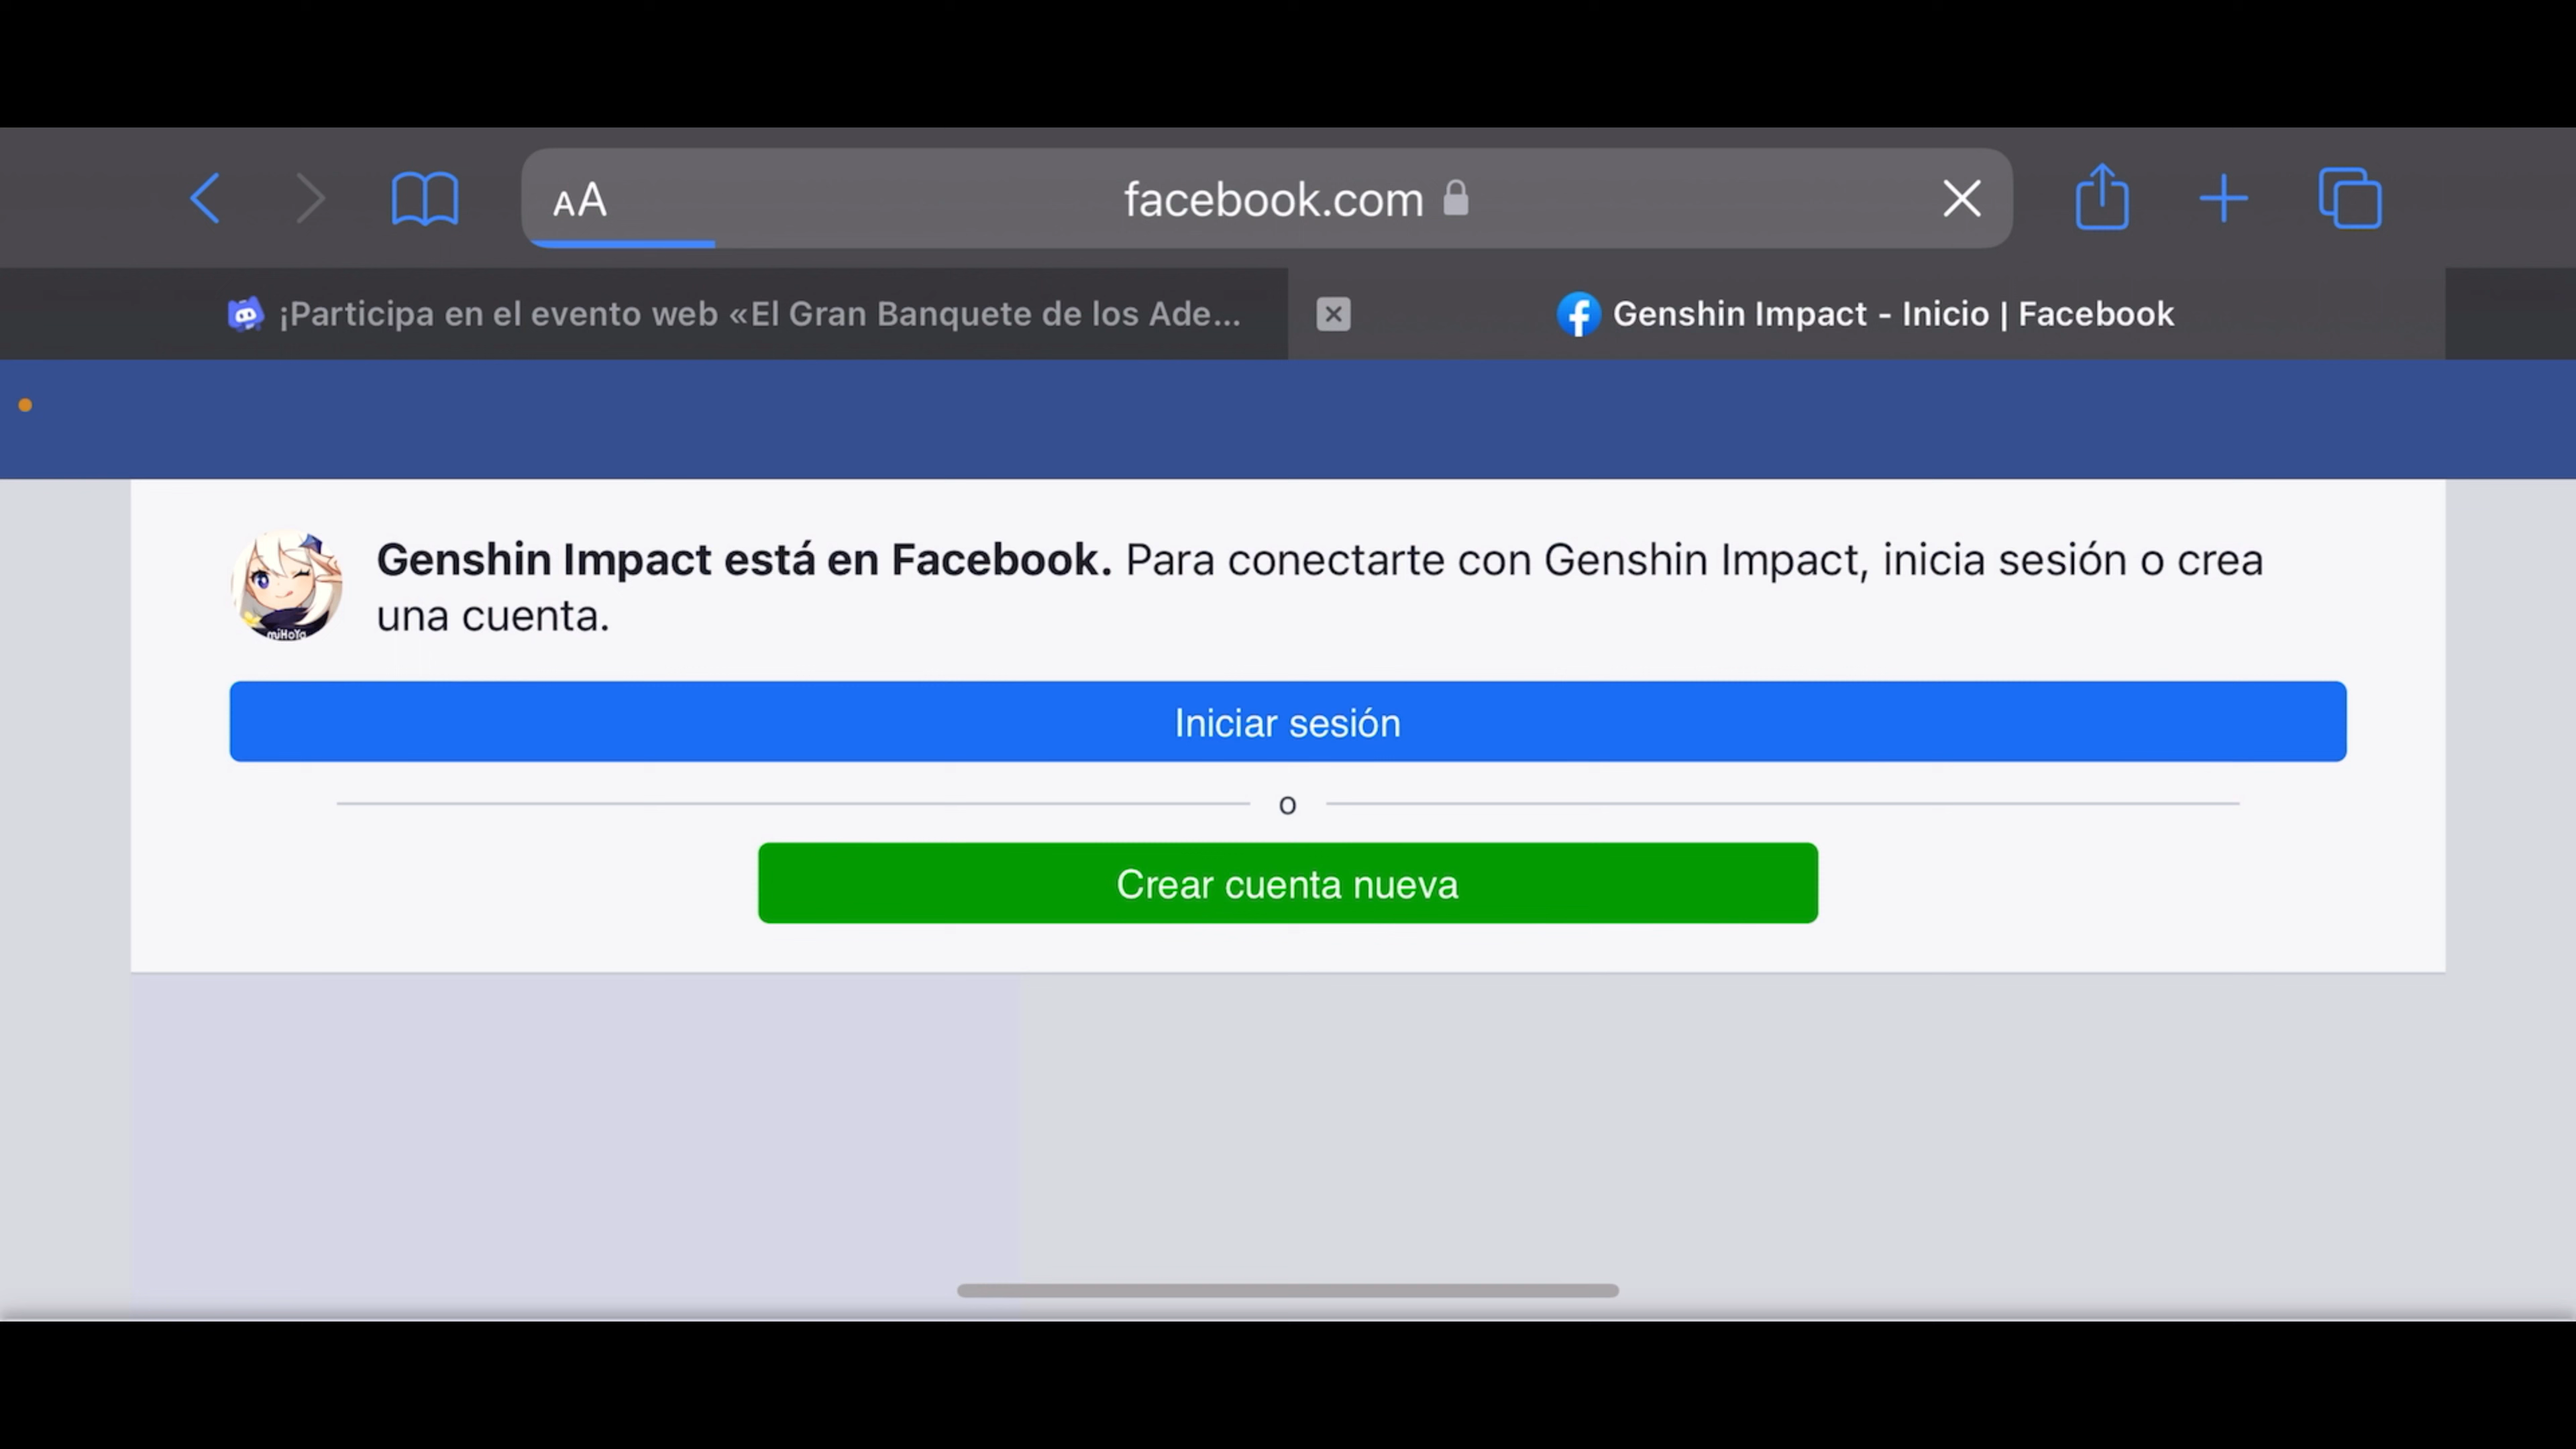 AA
facebook.com
¡Participa en el evento web «El Gran Banquete de los Ade...
Genshin Impact - Inicio | Facebook
Genshin Impact está en Facebook. Para conectarte con Genshin Impact, inicia sesión o crea
una cuenta.
miHoYo
Iniciar sesión
o
Crear cuenta nueva